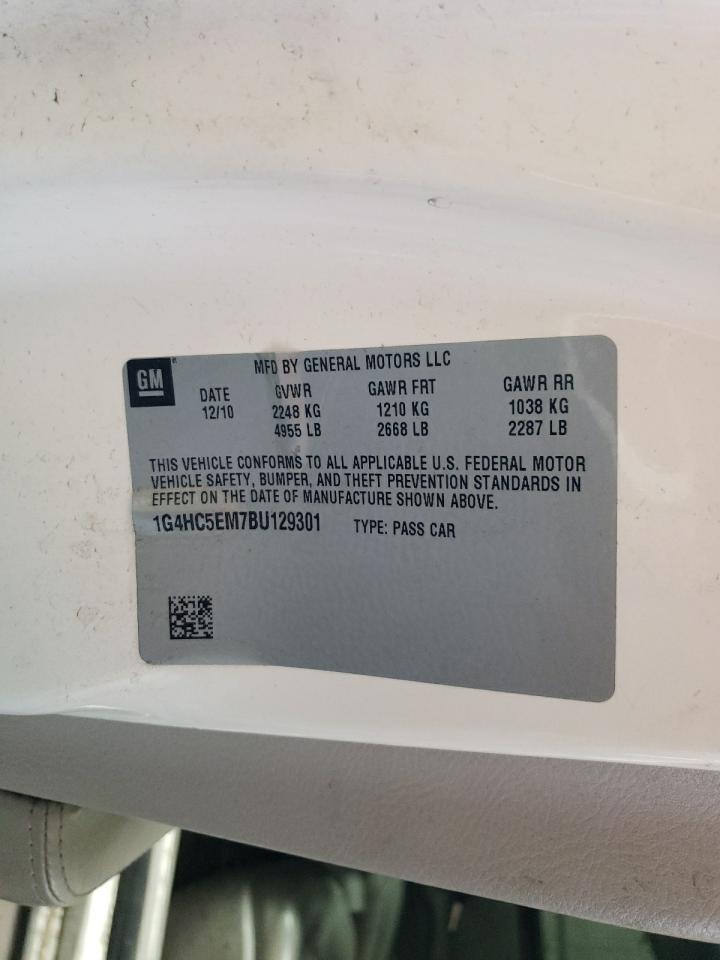 GM
MFD BY GENERAL MOTORS LLC
DATE GVWR GAWR FRT GAWR RR
12/10 2248 KG 1210 KG 1038 KG
4955 LB 2668 LB 2287 LB
THIS VEHICLE CONFORMS TO ALL APPLICABLE U.S. FEDERAL MOTOR
VEHICLE SAFETY, BUMPER, AND THEFT PREVENTION STANDARDS IN
EFFECT ON THE DATE OF MANUFACTURE SHOWN ABOVE.
1G4HC5EM7BU129301 TYPE: PASS CAR